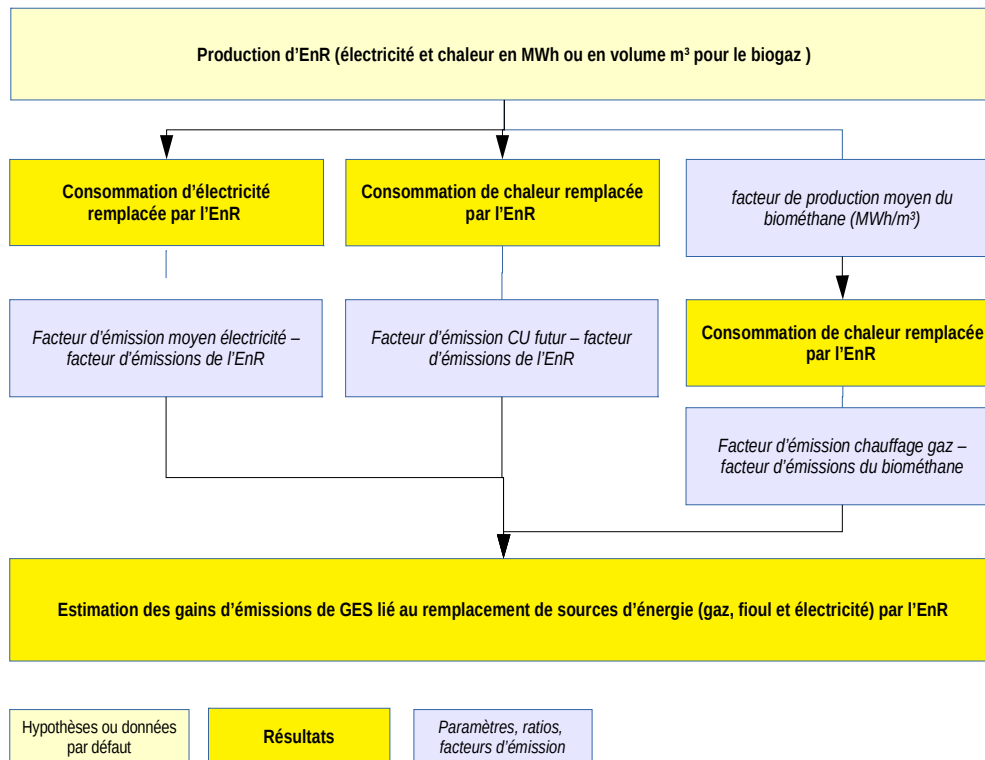 Production d’EnR (électricité et chaleur en MWh ou en volume m³ pour le biogaz )
Consommation d’électricité
remplacée par l’EnR
Consommation de chaleur remplacée
par l’EnR
facteur de production moyen du
biométhane (MWh/m³)
Facteur d’émission moyen électricité –
facteur d’émissions de l’EnR
Facteur d’émission CU futur – facteur
d’émissions de l’EnR
Consommation de chaleur remplacée
par l’EnR
Facteur d’émission chauffage gaz –
facteur d’émissions du biométhane
Estimation des gains d’émissions de GES lié au remplacement de sources d’énergie (gaz, fioul et électricité) par l’EnR
Hypothèses ou données
par défaut
Résultats
Paramètres, ratios,
facteurs d’émission